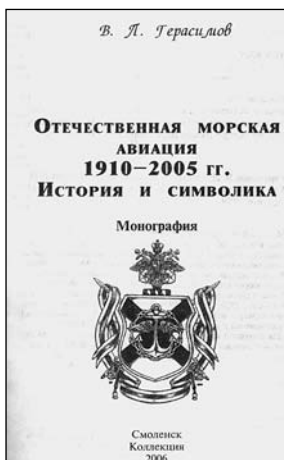 В. Л. Герасимов
Отечественная морская
авиация
1910–2005 гг.
История и символика
Монография
Смоленск
Коллекция
2006